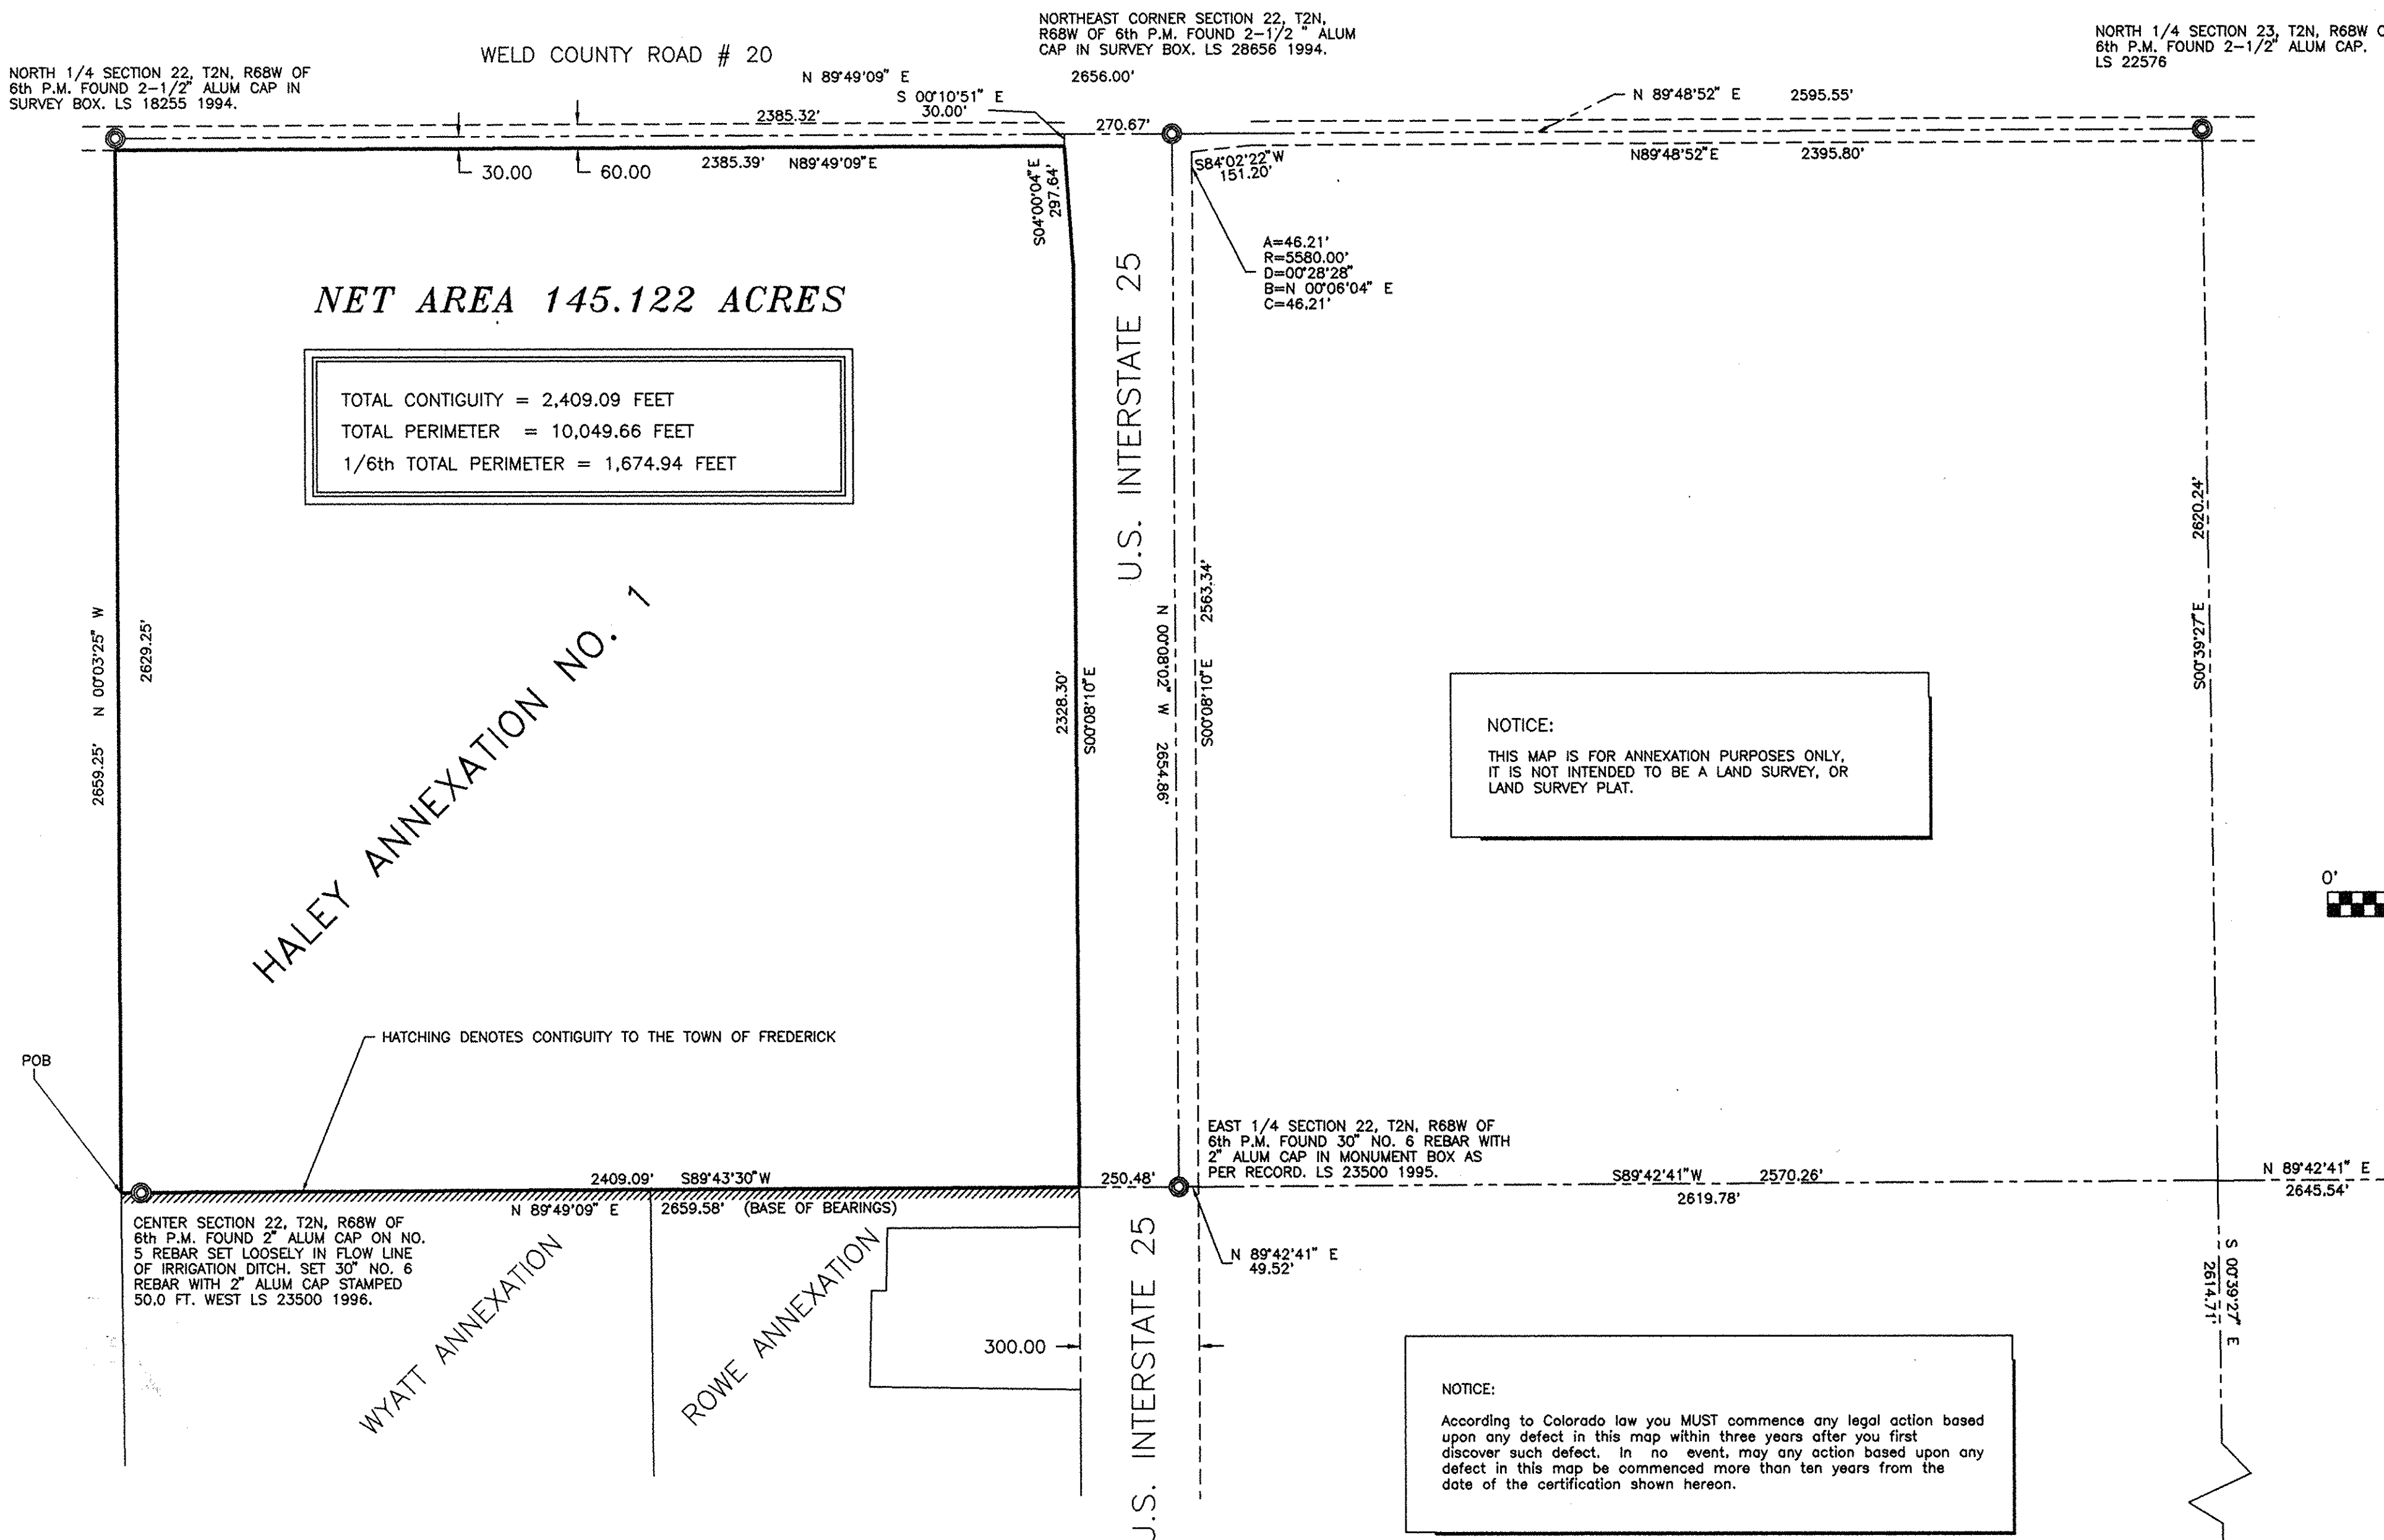 NORTHEAST CORNER SECTION 22, T2N,
R68W OF 6th P.M. FOUND 2-1/2 " ALUM
CAP IN SURVEY BOX. LS 28656 1994.
NORTH 1/4 SECTION 23, T2N, R68W
6th P.M. FOUND 2-1/2" ALUM CAP.
LS 22576
WELD COUNTY ROAD # 20
NORTH 1/4 SECTION 22, T2N, R68W OF
6th P.M. FOUND 2-1/2" ALUM CAP IN
SURVEY BOX. LS 18255 1994.
N 89°49'09" E 2656.00'
S 00°10'51" E
30.00'
N 89°48'52" E 2595.55'
2385.32'
270.67'
30.00
60.00
2385.39' N89°49'09"E
S84°02'22"W
151.20'
N89°48'52"E 2395.80'
S04°00'04"E
297.64'
A=46.21'
R=5580.00'
D=00°28'28"
B=N 00°06'04" E
C=46.21'
NET AREA 145.122 ACRES
TOTAL CONTIGUITY = 2,409.09 FEET
TOTAL PERIMETER = 10,049.66 FEET
1/6th TOTAL PERIMETER = 1,674.94 FEET
U.S. INTERSTATE 25
2659.25' N 00°03'25" W
2629.25'
HALEY ANNEXATION NO. 1
2328.30'
S00°08'10"E
N 00°08'02" W 2654.86'
S00°08'10"E 2563.34'
S00°39'27"E 2620.24'
NOTICE:
THIS MAP IS FOR ANNEXATION PURPOSES ONLY,
IT IS NOT INTENDED TO BE A LAND SURVEY, OR
LAND SURVEY PLAT.
0'
HATCHING DENOTES CONTIGUITY TO THE TOWN OF FREDERICK
POB
EAST 1/4 SECTION 22, T2N, R68W OF
6th P.M. FOUND 30" NO. 6 REBAR WITH
2" ALUM CAP IN MONUMENT BOX AS
PER RECORD. LS 23500 1995.
2409.09' S89°43'30"W
250.48'
S89°42'41"W 2570.26'
2619.78'
N 89°42'41" E
2645.54'
N 89°49'09" E 2659.58' (BASE OF BEARINGS)
CENTER SECTION 22, T2N, R68W OF
6th P.M. FOUND 2" ALUM CAP ON NO.
5 REBAR SET LOOSELY IN FLOW LINE
OF IRRIGATION DITCH. SET 30" NO. 6
REBAR WITH 2" ALUM CAP STAMPED
50.0 FT. WEST LS 23500 1996.
N 89°42'41" E
49.52'
S 00°39'27" E
2614.71'
WYATT ANNEXATION
ROWE ANNEXATION
300.00
U.S. INTERSTATE 25
NOTICE:
According to Colorado law you MUST commence any legal action based
upon any defect in this map within three years after you first
discover such defect. In no event, may any action based upon any
defect in this map be commenced more than ten years from the
date of the certification shown hereon.